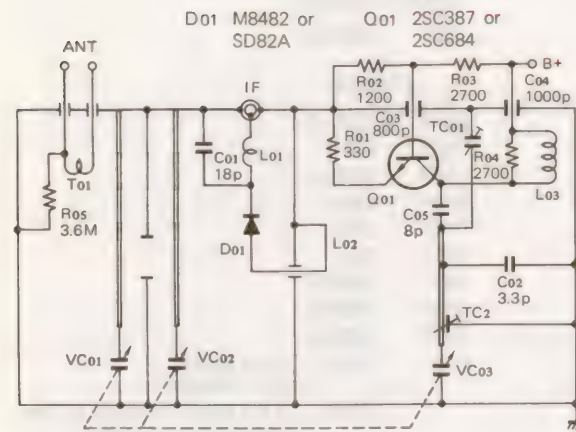 D01 M8482 or
SD82A
Q01 2SC387 or
2SC684
ANT
IF
B+
R02
1200
R03
2700
C04
1000p
C03
800p
TC01
R01
330
R04
2700
C01
18p
L01
T01
Q01
L03
R05
3.6M
C05
8p
D01
L02
C02
3.3p
TC2
VC01
VC02
VC03
m